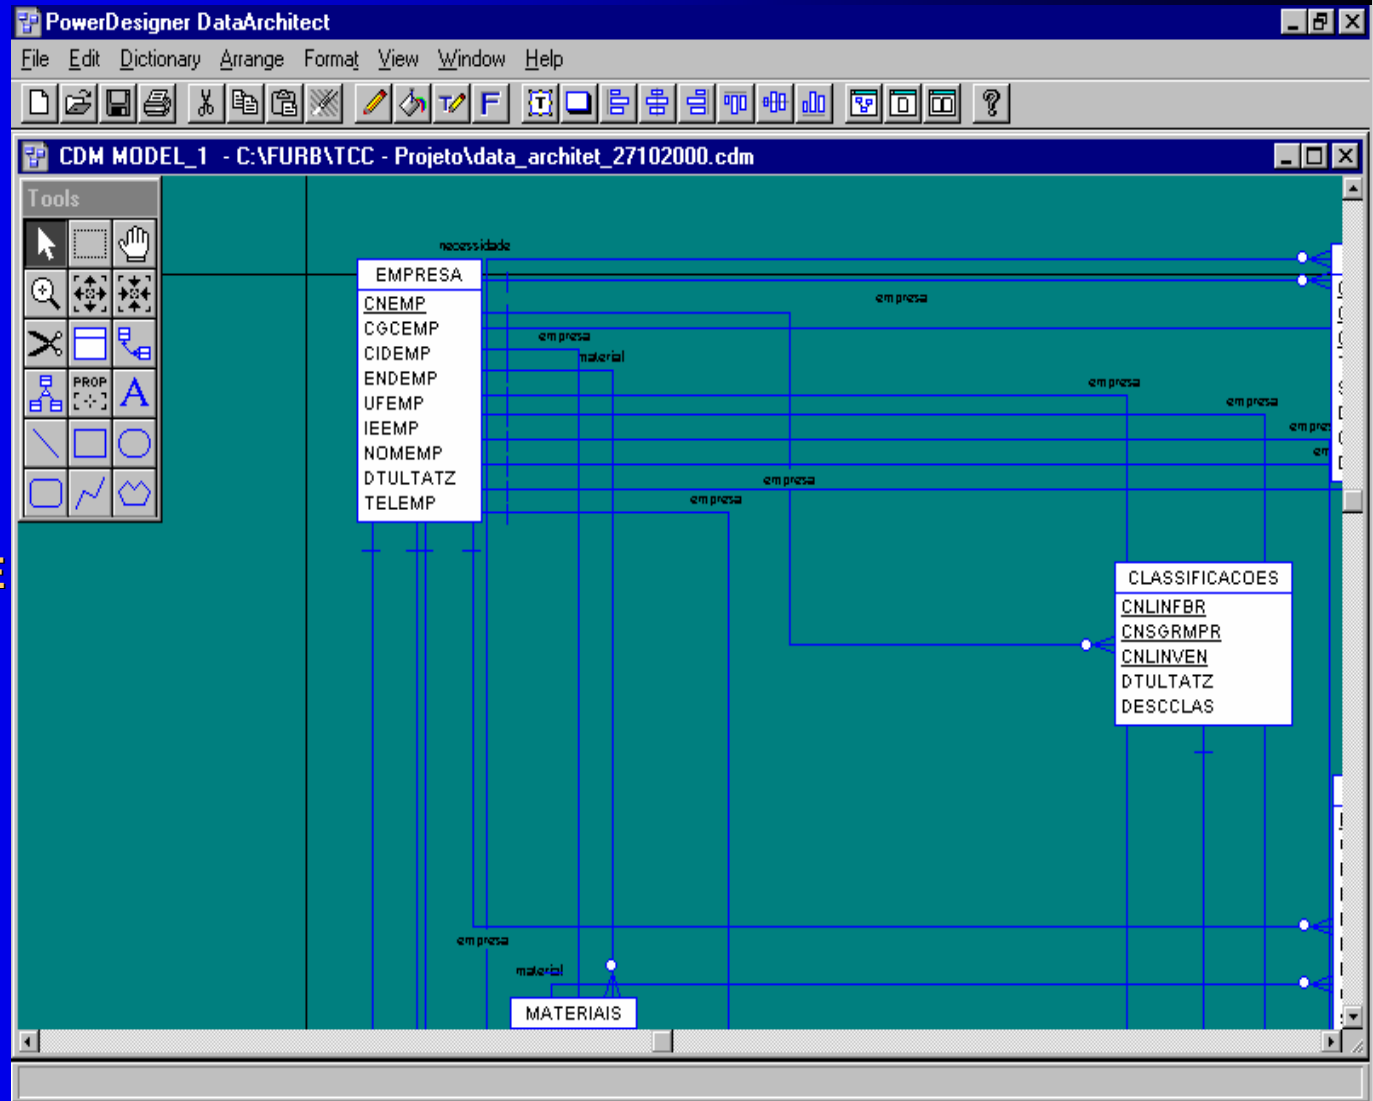 PowerDesigner DataArchitect
File Edit Dictionary Arrange Format View Window Help
T T F T ?
CDM MODEL_1 - C:\FURB\TCC - Projeto\data_architet_27102000.cdm
Tools
PROP
A
necessidade
EMPRESA
CNEMP
CGCEMP
CIDEMP
ENDEMP
UFEMP
IEEMP
NOMEMP
DTULTATZ
TELEMP
empresa
empresa
material
empresa
empresa
empresa
empresa
CLASSIFICACOES
CNLINFBR
CNSGRMPR
CNLINVEN
DTULTATZ
DESCCLAS
empresa
material
MATERIAIS
E